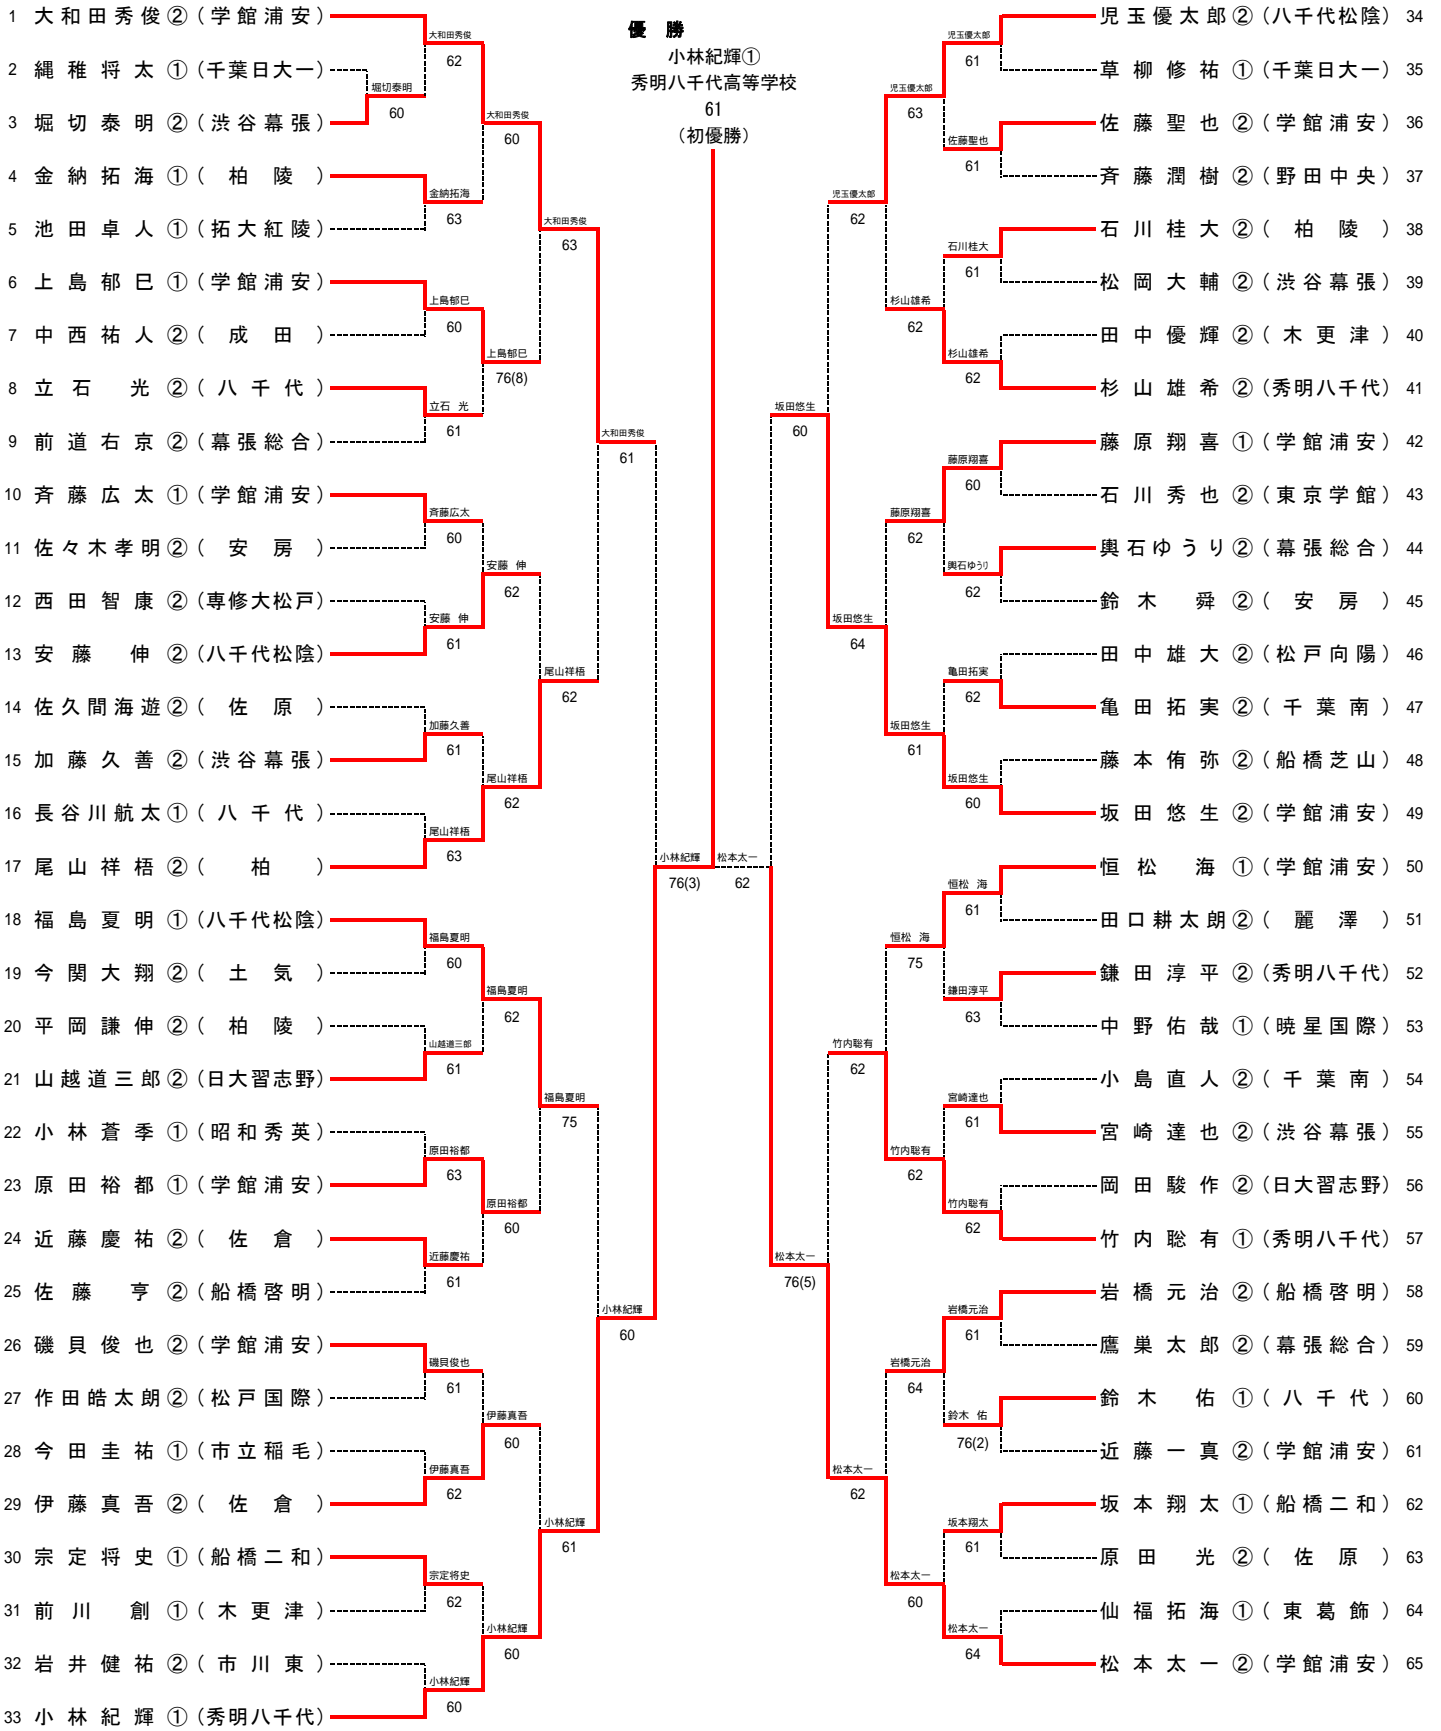 優勝
小林紀輝①
秀明八千代高等学校
61
(初優勝)
1 大和田秀俊② (学館浦安)
2 縄稚将太① (千葉日大一)
3 堀切泰明② (渋谷幕張)
4 金納拓海① (柏陵)
5 池田卓人① (拓大紅陵)
6 上島郁巳① (学館浦安)
7 中西祐人② (成田)
8 立石光② (八千代)
9 前道右京② (幕張総合)
10 斉藤広太① (学館浦安)
11 佐々木孝明② (安房)
12 西田智康② (専修大松戸)
13 安藤伸② (八千代松陰)
14 佐久間海遊② (佐原)
15 加藤久善② (渋谷幕張)
16 長谷川航太① (八千代)
17 尾山祥梧② (柏)
18 福島夏明① (八千代松陰)
19 今関大翔② (土気)
20 平岡謙伸② (柏陵)
21 山越道三郎② (日大習志野)
22 小林蒼季① (昭和秀英)
23 原田裕都① (学館浦安)
24 近藤慶祐② (佐倉)
25 佐藤亨② (船橋啓明)
26 磯貝俊也② (学館浦安)
27 作田皓太朗② (松戸国際)
28 今田圭祐① (市立稲毛)
29 伊藤真吾② (佐倉)
30 宗定将史① (船橋二和)
31 前川創① (木更津)
32 岩井健祐② (市川東)
33 小林紀輝① (秀明八千代)
堀切泰明
60
大和田秀俊
62
金納拓海
63
上島郁巳
60
立石 光
61
斉藤広太
60
安藤 伸
61
加藤久善
61
尾山祥梧
63
福島夏明
60
山越道三郎
61
原田裕都
63
近藤慶祐
61
磯貝俊也
61
伊藤真吾
62
宗定将史
62
小林紀輝
60
大和田秀俊
60
上島郁巳
76(8)
安藤 伸
62
尾山祥梧
62
福島夏明
62
原田裕都
60
伊藤真吾
60
小林紀輝
60
大和田秀俊
63
尾山祥梧
62
福島夏明
75
小林紀輝
61
大和田秀俊
61
小林紀輝
60
小林紀輝
76(3)
松本太一
62
坂田悠生
60
松本太一
76(5)
児玉優太郎
62
坂田悠生
64
竹内聡有
62
松本太一
62
児玉優太郎
63
杉山雄希
62
藤原翔喜
62
坂田悠生
61
恒松 海
75
竹内聡有
62
岩橋元治
64
松本太一
60
児玉優太郎
61
佐藤聖也
61
石川桂大
61
杉山雄希
62
藤原翔喜
60
輿石ゆうり
62
亀田拓実
62
坂田悠生
60
恒松 海
61
鎌田淳平
63
宮崎達也
61
竹内聡有
62
岩橋元治
61
鈴木 佑
76(2)
坂本翔太
61
松本太一
64
児玉優太郎② (八千代松陰) 34
草柳修祐① (千葉日大一) 35
佐藤聖也② (学館浦安) 36
斉藤潤樹② (野田中央) 37
石川桂大② (柏陵) 38
松岡大輔② (渋谷幕張) 39
田中優輝② (木更津) 40
杉山雄希② (秀明八千代) 41
藤原翔喜① (学館浦安) 42
石川秀也② (東京学館) 43
輿石ゆうり② (幕張総合) 44
鈴木舜② (安房) 45
田中雄大② (松戸向陽) 46
亀田拓実② (千葉南) 47
藤本侑弥② (船橋芝山) 48
坂田悠生② (学館浦安) 49
恒松海① (学館浦安) 50
田口耕太朗② (麗澤) 51
鎌田淳平② (秀明八千代) 52
中野佑哉① (暁星国際) 53
小島直人② (千葉南) 54
宮崎達也② (渋谷幕張) 55
岡田駿作② (日大習志野) 56
竹内聡有① (秀明八千代) 57
岩橋元治② (船橋啓明) 58
鷹巣太郎② (幕張総合) 59
鈴木佑① (八千代) 60
近藤一真② (学館浦安) 61
坂本翔太① (船橋二和) 62
原田光② (佐原) 63
仙福拓海① (東葛飾) 64
松本太一② (学館浦安) 65